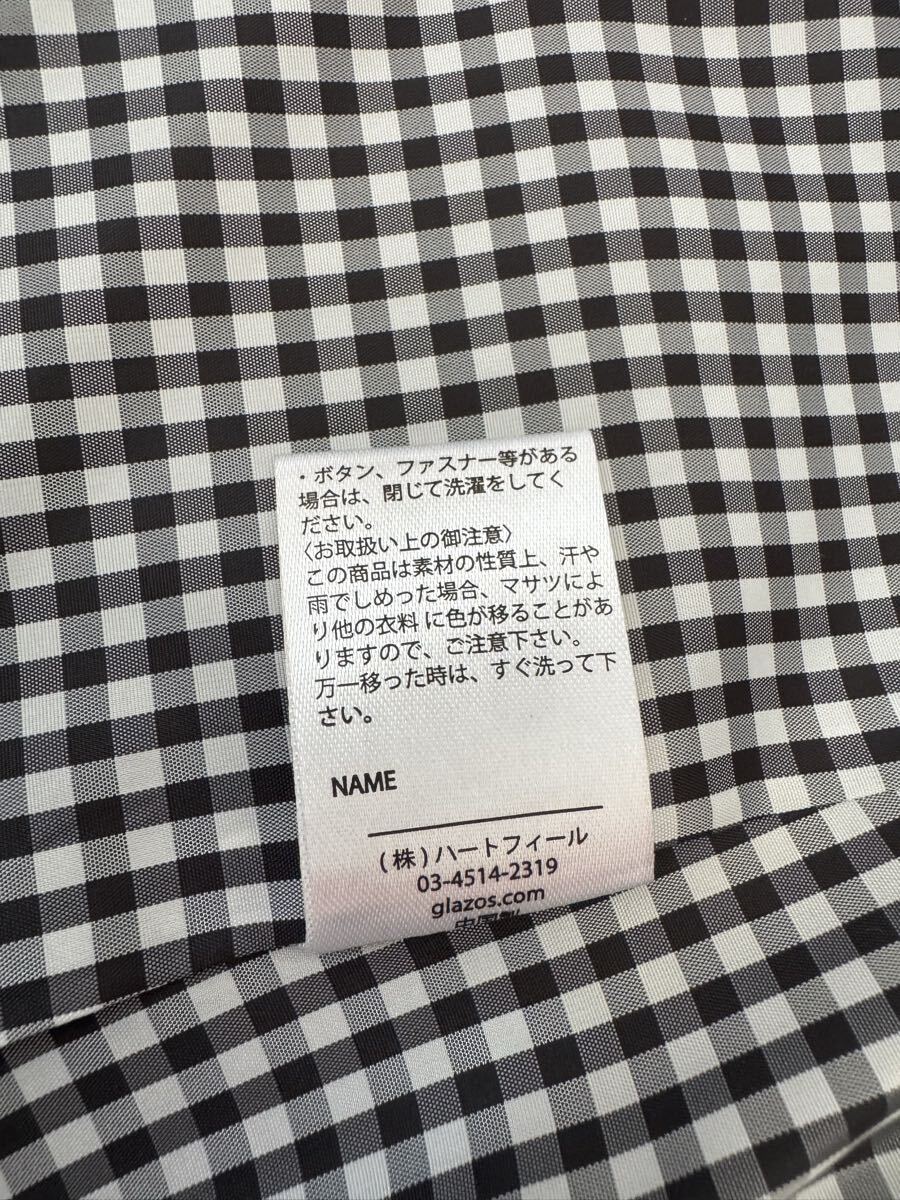 ・ボタン、ファスナー等がある
場合は、閉じて洗濯をしてく
ださい。
〈お取扱い上の御注意〉
この商品は素材の性質上、汗や
雨でしめった場合、マサツによ
り他の衣料 に色が移ることがあ
りますので、ご注意下さい。
万一移った時は、すぐ洗って下
さい。
NAME
(株)ハートフィール
03-4514-2319
glazos.com
中国製